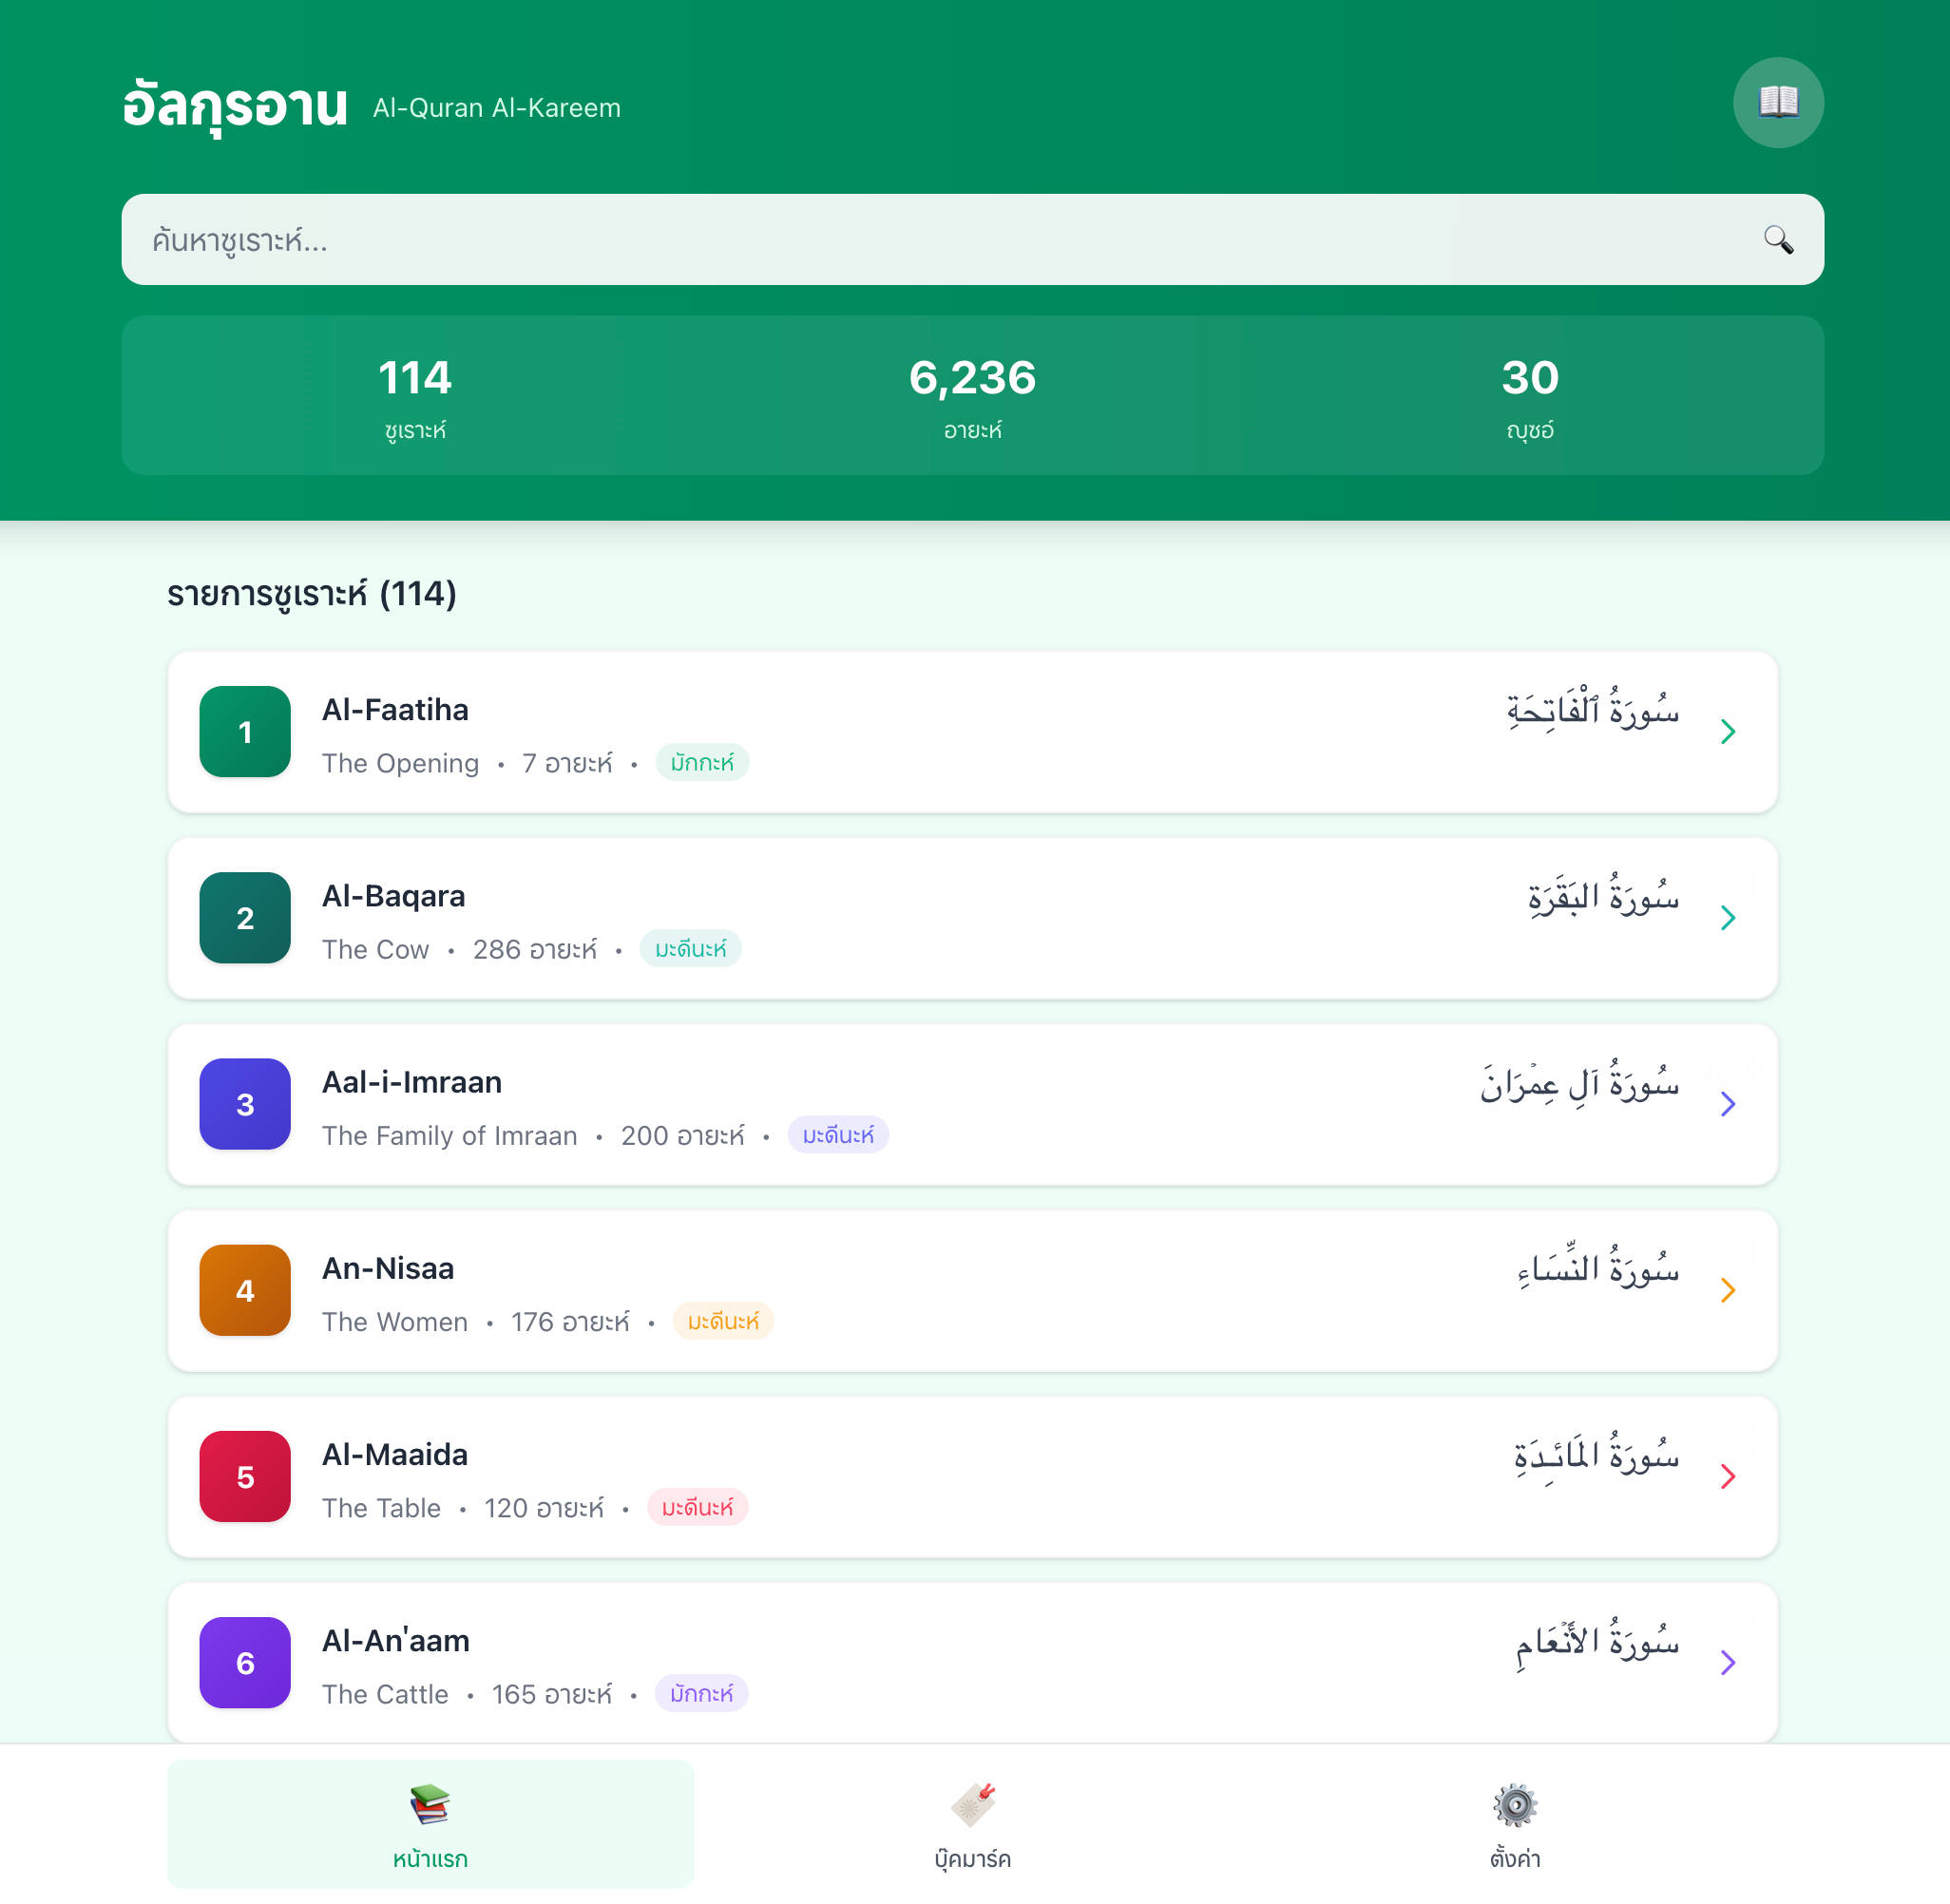 อัลกุรอาน Al-Quran Al-Kareem
ค้นหาซูเราะห์...
114 6,236 30
ซูเราะห์ อายะห์ ญุซอ์
รายการซูเราะห์ (114)
1 Al-Faatiha سُورَةُ ٱلْفَاتِحَةِ
The Opening • 7 อายะห์ • มักกะห์
2 Al-Baqara سُورَةُ البَقَرَةِ
The Cow • 286 อายะห์ • มะดีนะห์
3 Aal-i-Imraan سُورَةُ آلِ عِمۡرَانَ
The Family of Imraan • 200 อายะห์ • มะดีนะห์
4 An-Nisaa سُورَةُ النِّسَاءِ
The Women • 176 อายะห์ • มะดีนะห์
5 Al-Maaida سُورَةُ المَائـِدَةِ
The Table • 120 อายะห์ • มะดีนะห์
6 Al-An'aam سُورَةُ الأَنۡعَامِ
The Cattle • 165 อายะห์ • มักกะห์
หน้าแรก บุ๊คมาร์ค ตั้งค่า